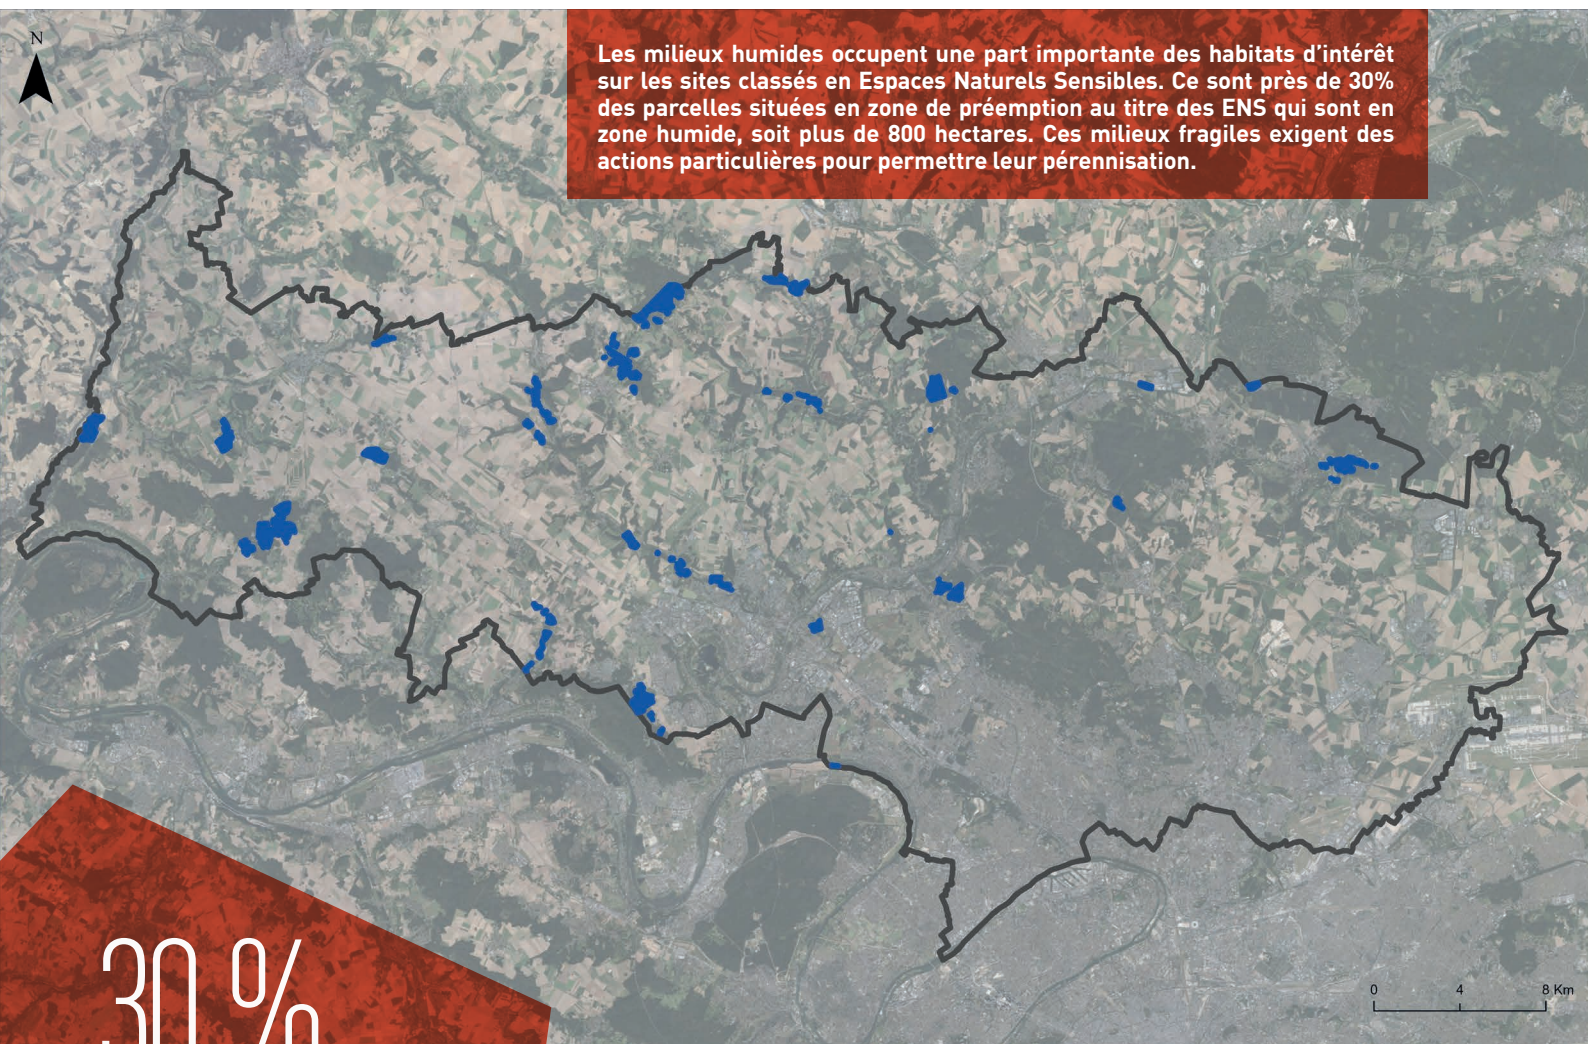 N
Les milieux humides occupent une part importante des habitats d'intérêt
sur les sites classés en Espaces Naturels Sensibles. Ce sont près de 30%
des parcelles situées en zone de préemption au titre des ENS qui sont en
zone humide, soit plus de 800 hectares. Ces milieux fragiles exigent des
actions particulières pour permettre leur pérennisation.
30 %
0 4 8 Km